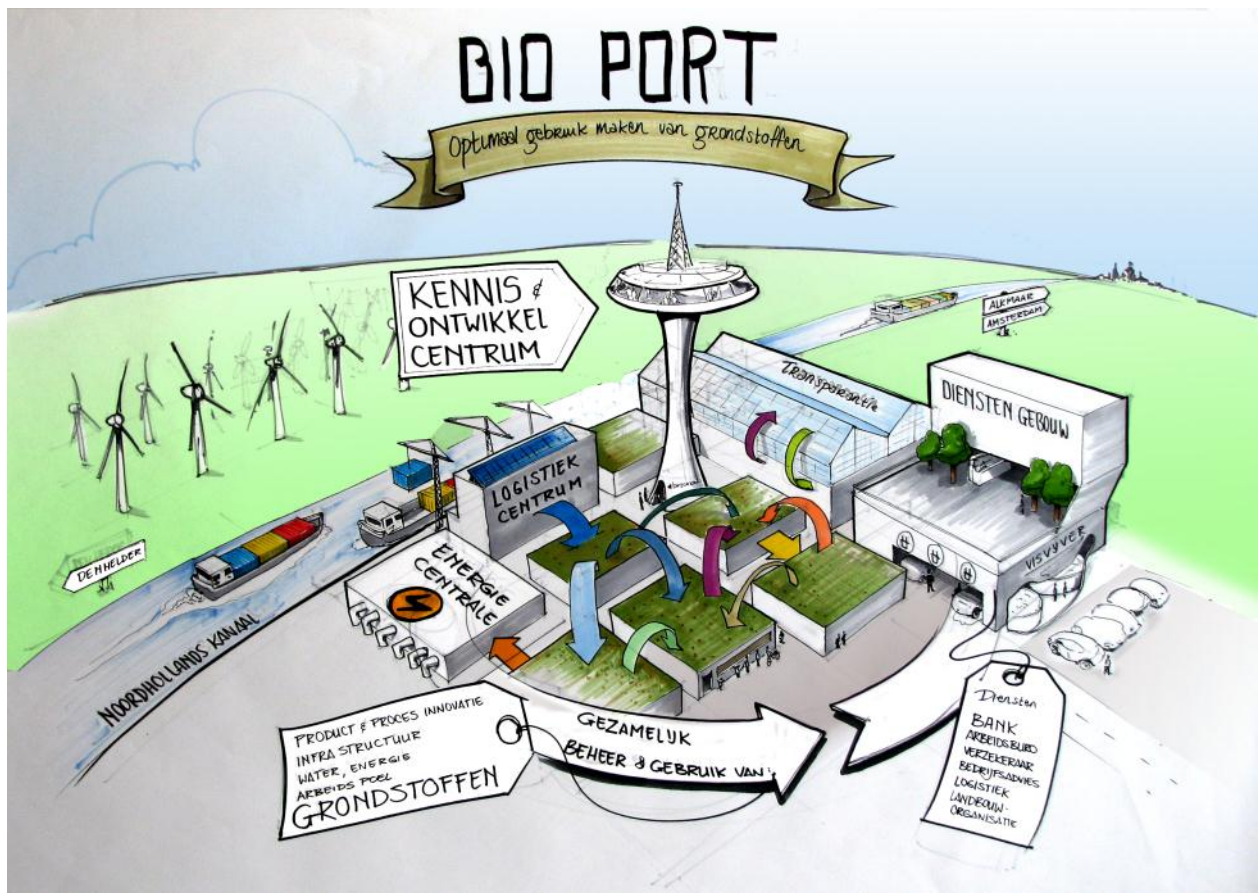 BIO PORT
Optimaal gebruik maken van grondstoffen
KENNIS &
ONTWIKKEL
CENTRUM
ALKMAAR
AMSTERDAM
Transparantie
DIENSTEN GEBOUW
LOGISTIEK
CENTRUM
ENERGIE
CENTRALE
VISVIJVER
DEN HELDER
NOORDHOLLANDS KANAAL
PRODUCT & PROCES INNOVATIE
INFRA STRUCTUUR
WATER, ENERGIE
ARBEIDS POEL
GRONDSTOFFEN
GEZAMELIJK
BEHEER & GEBRUIK VAN:
Diensten
BANK
ARBEIDSBURO
VERZEKERAAR
BEDRIJFSADVIES
LOGISTIEK
LANDBOUW-
ORGANISATIE